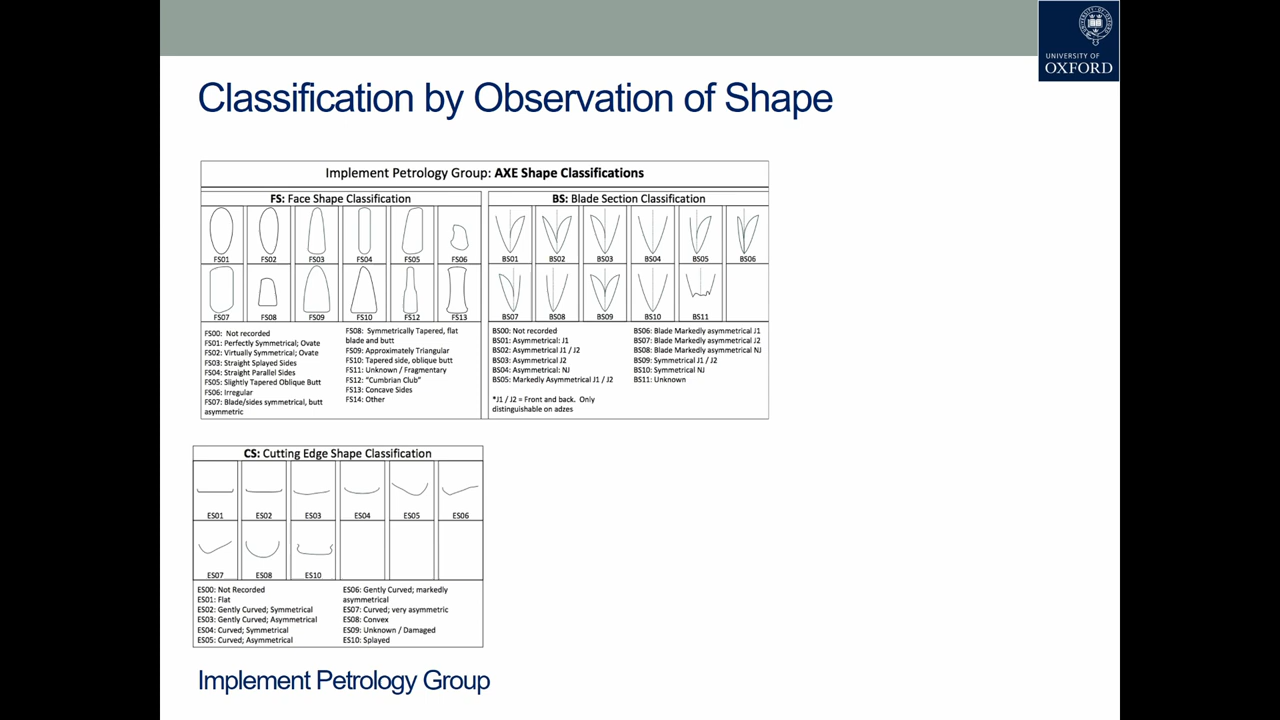 UNIVERSITY OF
OXFORD
Classification by Observation of Shape
Implement Petrology Group: AXE Shape Classifications
FS: Face Shape Classification
FS01 FS02 FS03 FS04 FS05 FS06
FS07 FS08 FS09 FS10 FS12 FS13
FS00: Not recorded
FS01: Perfectly Symmetrical; Ovate
FS02: Virtually Symmetrical; Ovate
FS03: Straight Splayed Sides
FS04: Straight Parallel Sides
FS05: Slightly Tapered Oblique Butt
FS06: Irregular
FS07: Blade/sides symmetrical, butt
asymmetric
FS08: Symmetrically Tapered, flat
blade and butt
FS09: Approximately Triangular
FS10: Tapered side, oblique butt
FS11: Unknown / Fragmentary
FS12: "Cumbrian Club"
FS13: Concave Sides
FS14: Other
BS: Blade Section Classification
BS01 BS02 BS03 BS04 BS05 BS06
BS07 BS08 BS09 BS10 BS11
BS00: Not recorded
BS01: Asymmetrical: J1
BS02: Asymmetrical J1 / J2
BS03: Asymmetrical J2
BS04: Asymmetrical: NJ
BS05: Markedly Asymmetrical J1 / J2
*J1 / J2 = Front and back. Only
distinguishable on adzes
BS06: Blade Markedly asymmetrical J1
BS07: Blade Markedly asymmetrical J2
BS08: Blade Markedly asymmetrical NJ
BS09: Symmetrical J1 / J2
BS10: Symmetrical NJ
BS11: Unknown
CS: Cutting Edge Shape Classification
ES01 ES02 ES03 ES04 ES05 ES06
ES07 ES08 ES10
ES00: Not Recorded
ES01: Flat
ES02: Gently Curved; Symmetrical
ES03: Gently Curved; Asymmetrical
ES04: Curved; Symmetrical
ES05: Curved; Asymmetrical
ES06: Gently Curved; markedly
asymmetrical
ES07: Curved; very asymmetric
ES08: Convex
ES09: Unknown / Damaged
ES10: Splayed
Implement Petrology Group